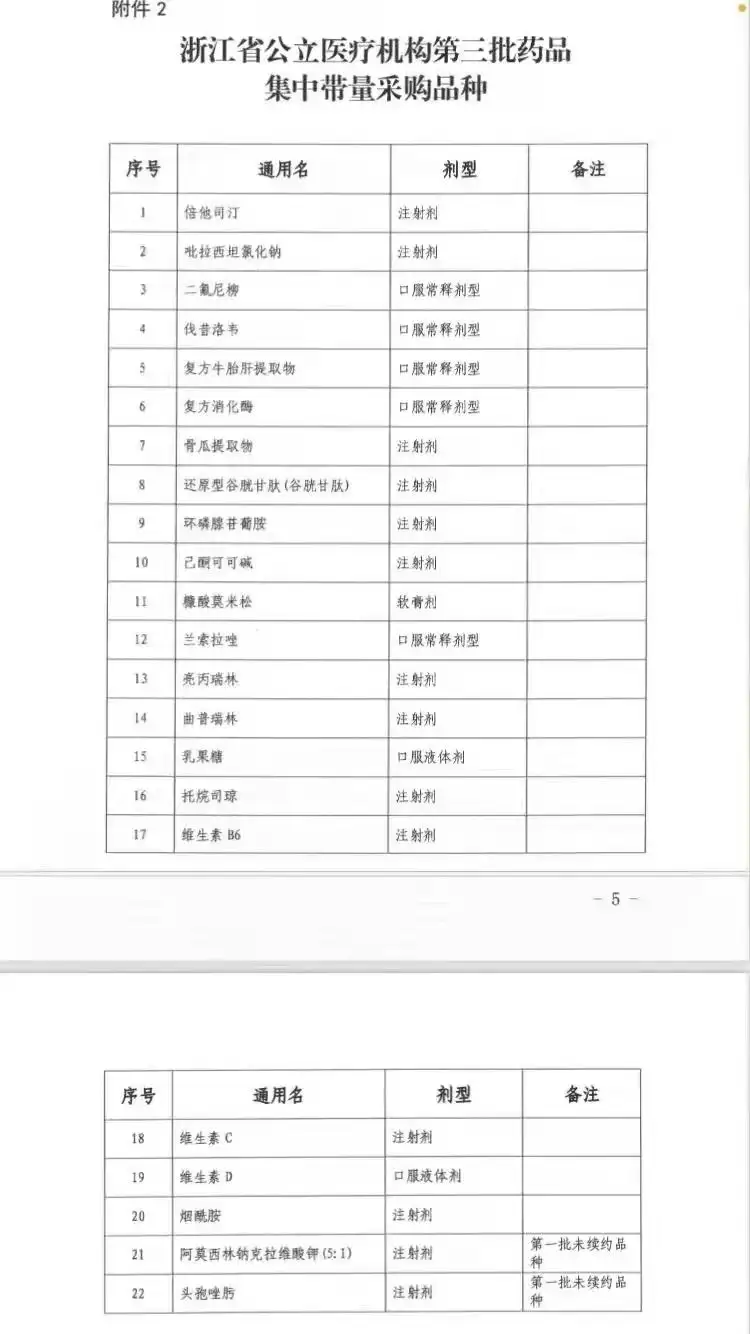 附件 2
浙江省公立医疗机构第三批药品
集中带量采购品种
序号 通用名 剂型 备注
1 倍他司汀 注射剂
2 吡拉西坦氯化钠 注射剂
3 二氟尼柳 口服常释剂型
4 伐昔洛韦 口服常释剂型
5 复方牛胎肝提取物 口服常释剂型
6 复方消化酶 口服常释剂型
7 骨瓜提取物 注射剂
8 还原型谷胱甘肽(谷胱甘肽) 注射剂
9 环磷腺苷葡胺 注射剂
10 己酮可可碱 注射剂
11 糠酸莫米松 软膏剂
12 兰索拉唑 口服常释剂型
13 亮丙瑞林 注射剂
14 曲普瑞林 注射剂
15 乳果糖 口服液体剂
16 托烷司琼 注射剂
17 维生素 B6 注射剂
- 5 -
序号 通用名 剂型 备注
18 维生素 C 注射剂
19 维生素 D 口服液体剂
20 烟酰胺 注射剂
21 阿莫西林钠克拉维酸钾(5:1) 注射剂 第一批未续约品
种
22 头孢唑肟 注射剂 第一批未续约品
种